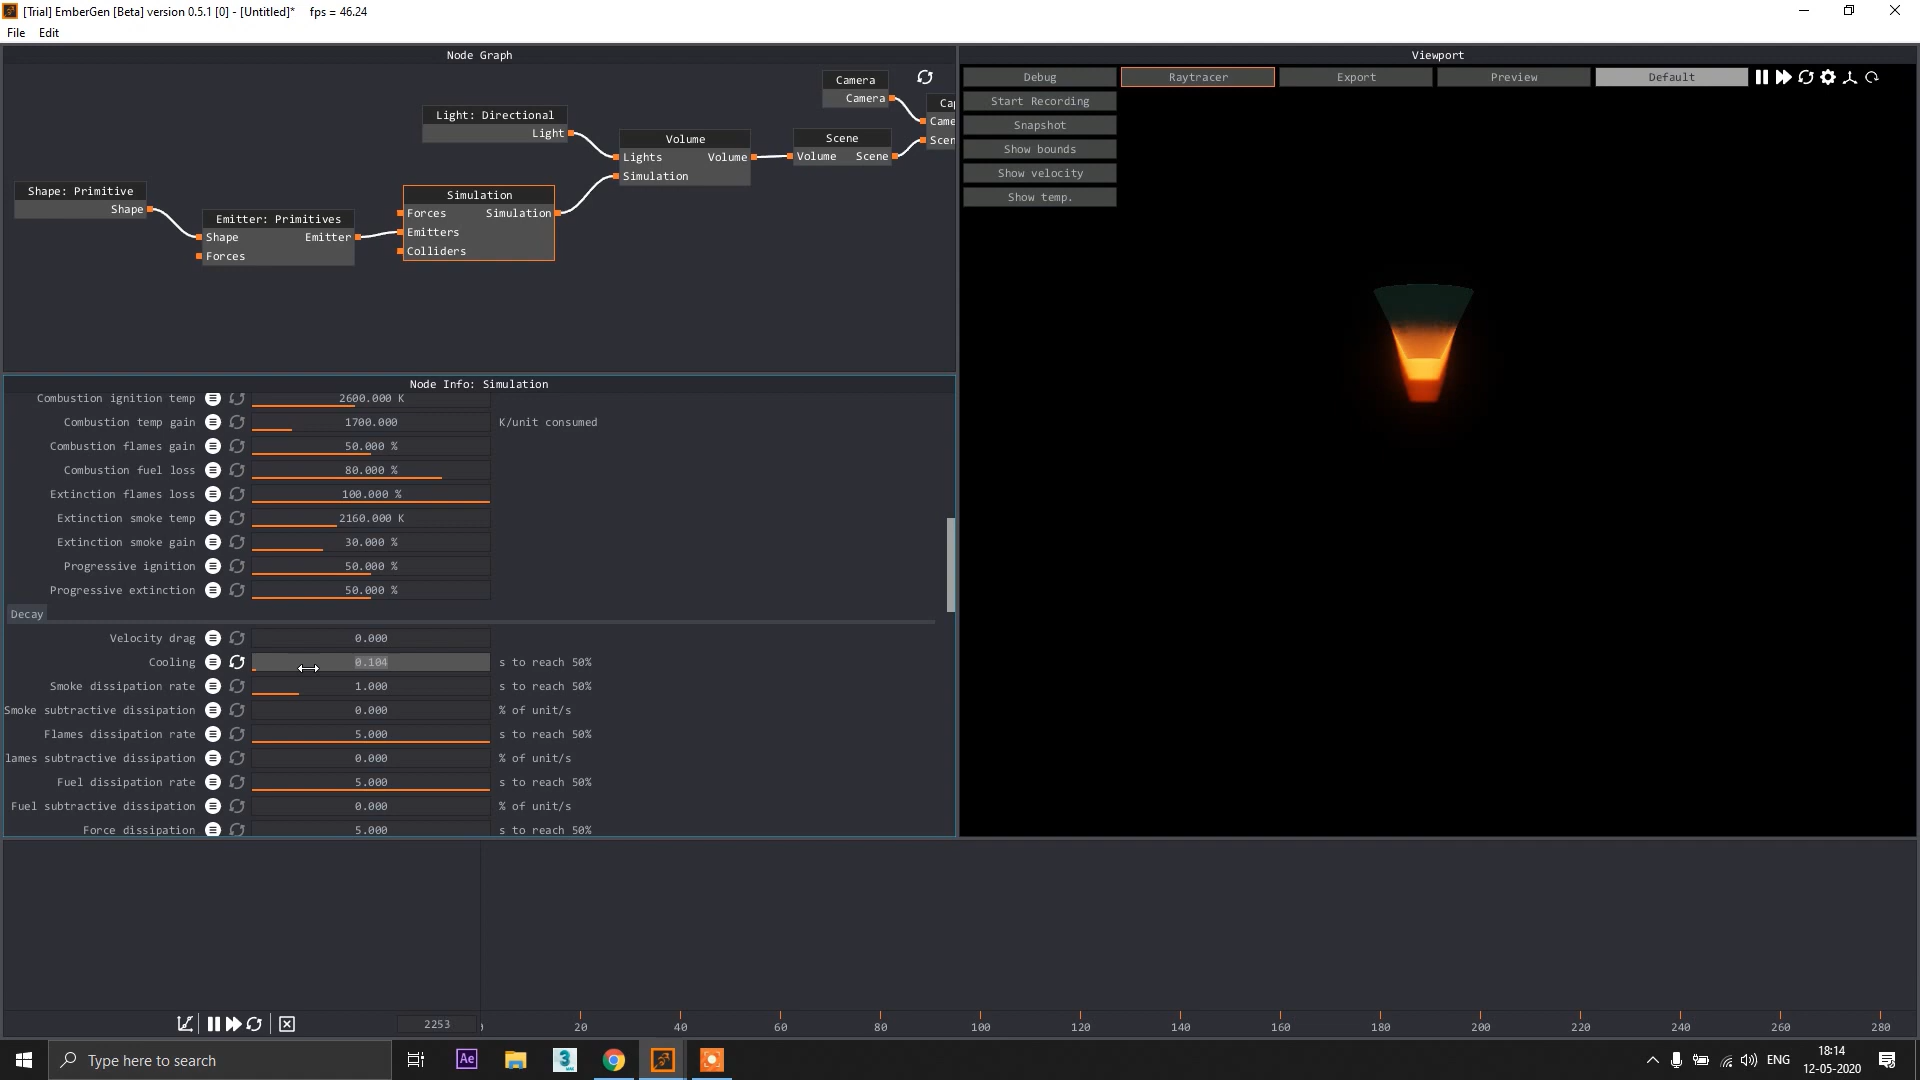 [Trial] EmberGen [Beta] version 0.5.1 [0] - [Untitled]* fps = 46.24
File Edit
Node Graph
Viewport
Camera
Camera
Light: Directional
Light
Volume
Lights Volume
Simulation
Scene
Volume Scene
Shape: Primitive
Shape
Emitter: Primitives
Shape Emitter
Forces
Simulation
Forces Simulation
Emitters
Colliders
Debug Raytracer Export Preview Default
Start Recording
Snapshot
Show bounds
Show velocity
Show temp.
Node Info: Simulation
Combustion ignition temp 2600.000 K
Combustion temp gain 1700.000 K/unit consumed
Combustion flames gain 50.000 %
Combustion fuel loss 80.000 %
Extinction flames loss 100.000 %
Extinction smoke temp 2160.000 K
Extinction smoke gain 30.000 %
Progressive ignition 50.000 %
Progressive extinction 50.000 %
Decay
Velocity drag 0.000
Cooling 0.104 s to reach 50%
Smoke dissipation rate 1.000 s to reach 50%
Smoke subtractive dissipation 0.000 % of unit/s
Flames dissipation rate 5.000 s to reach 50%
lames subtractive dissipation 0.000 % of unit/s
Fuel dissipation rate 5.000 s to reach 50%
Fuel subtractive dissipation 0.000 % of unit/s
Force dissipation 5.000 s to reach 50%
2253
20 40 60 80 100 120 140 160 180 200 220 240 260 280
Type here to search
Ae
3
ENG
18:14
12-05-2020